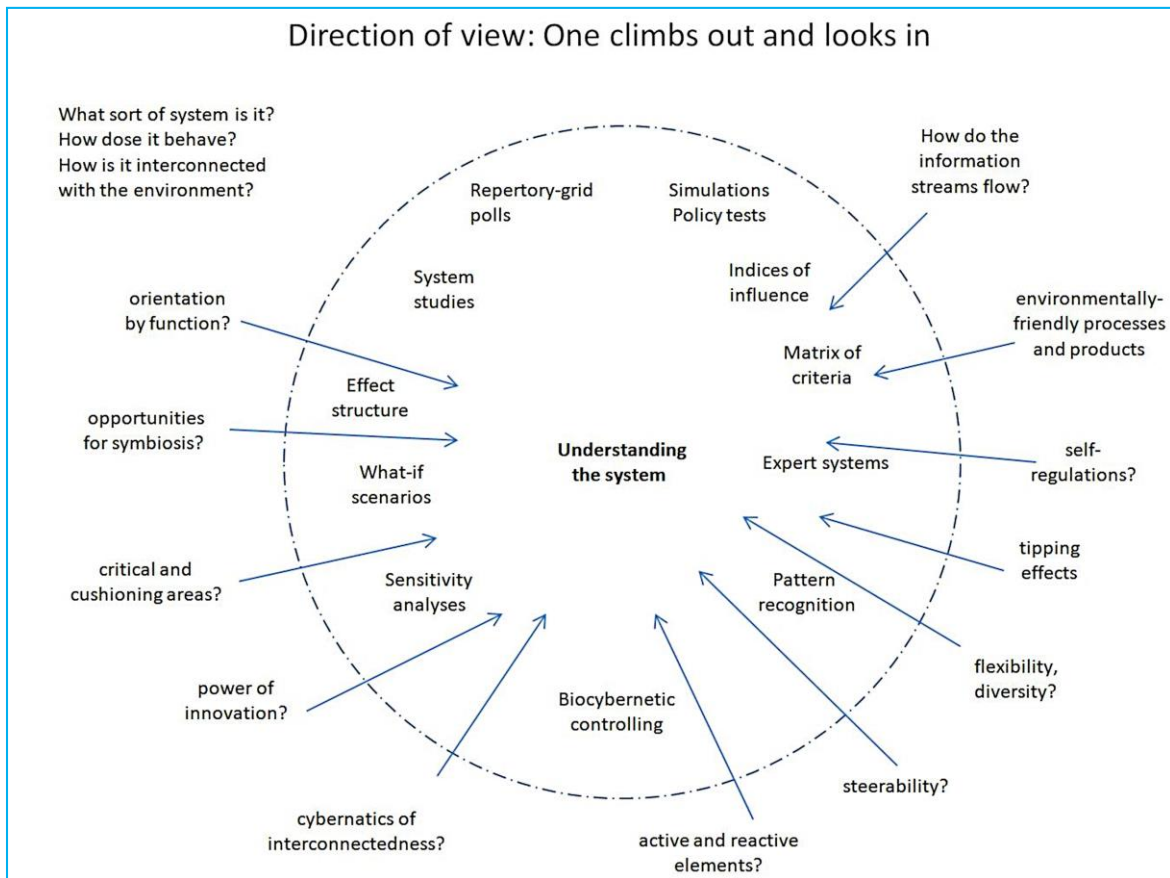 Direction of view: One climbs out and looks in
What sort of system is it?
How dose it behave?
How is it interconnected
with the environment?
How do the
information
streams flow?
Repertory-grid
polls
Simulations
Policy tests
System
studies
Indices of
influence
orientation
by function?
environmentally-
friendly processes
and products
Effect
structure
Matrix of
criteria
opportunities
for symbiosis?
Understanding
the system
What-if
scenarios
Expert systems
self-
regulations?
critical and
cushioning areas?
Sensitivity
analyses
Pattern
recognition
tipping
effects
power of
innovation?
Biocybernetic
controlling
flexibility,
diversity?
cybernatics of
interconnectedness?
active and reactive
elements?
steerability?